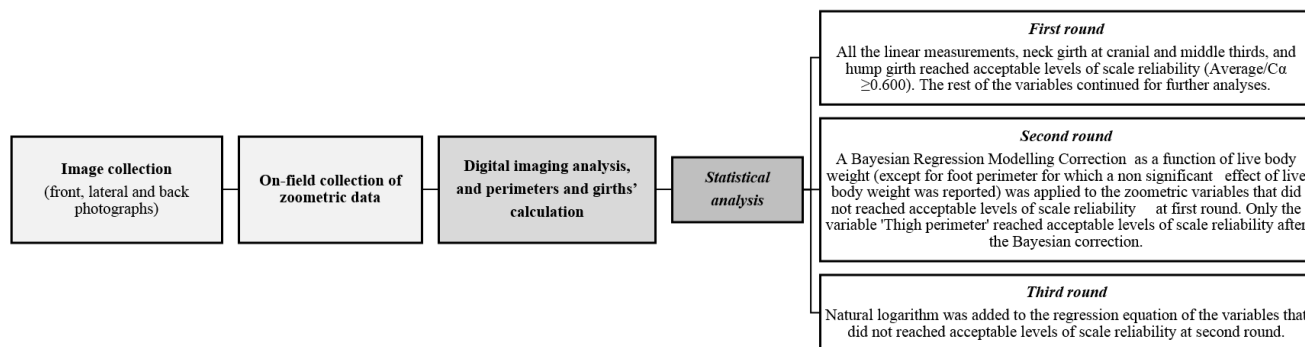 Image collection
(front, lateral and back
photographs)
On-field collection of
zoometric data
Digital imaging analysis,
and perimeters and girths’
calculation
Statistical
analysis
First round
All the linear measurements, neck girth at cranial and middle thirds, and
hump girth reached acceptable levels of scale reliability (Average/Cα
≥0.600). The rest of the variables continued for further analyses.
Second round
A Bayesian Regression Modelling Correction as a function of live body
weight (except for foot perimeter for which a non significant effect of live
body weight was reported) was applied to the zoometric variables that did
not reached acceptable levels of scale reliability at first round. Only the
variable 'Thigh perimeter' reached acceptable levels of scale reliability after
the Bayesian correction.
Third round
Natural logarithm was added to the regression equation of the variables that
did not reached acceptable levels of scale reliability at second round.